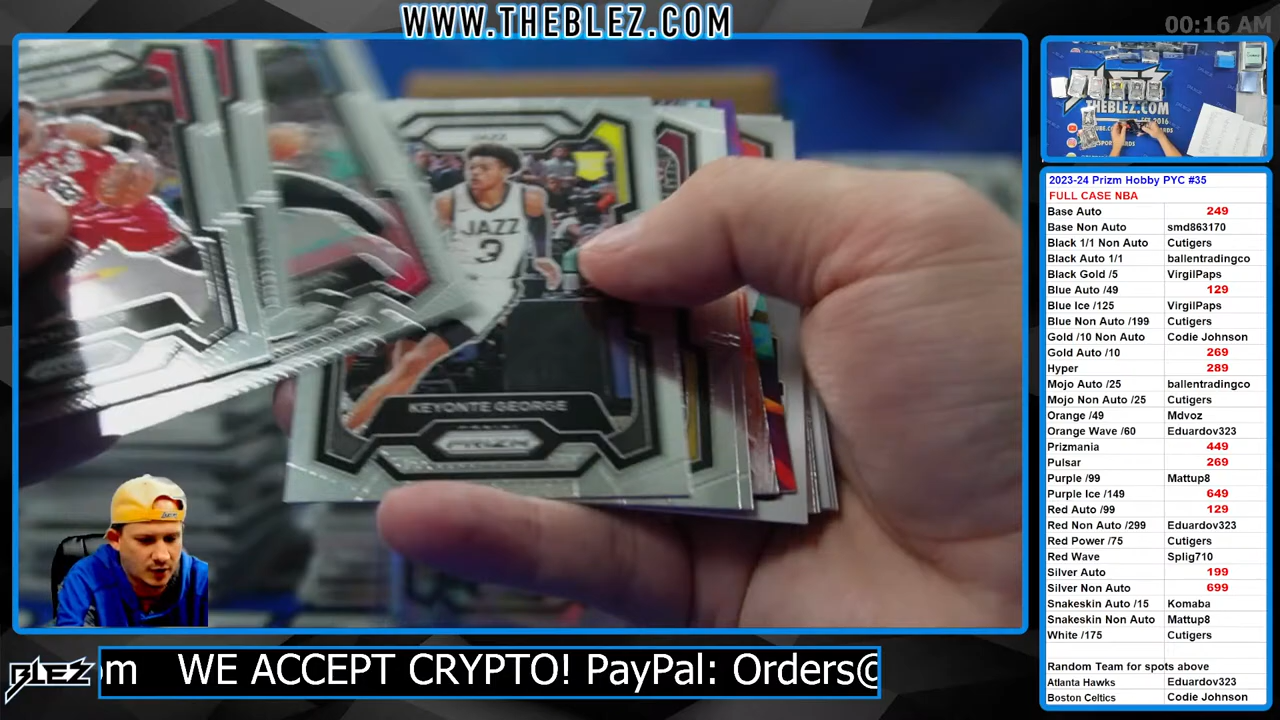 WWW.THEBLEZ.COM
00:16 AM
JAZZ
JAZZ
3
KEYONTE GEORGE
PANINI
PRIZM
BLEZ
THEBLEZ.COM
2023-24 Prizm Hobby PYC #35
FULL CASE NBA
Base Auto 249
Base Non Auto smd863170
Black 1/1 Non Auto Cutigers
Black Auto 1/1 ballentradingco
Black Gold /5 VirgilPaps
Blue Auto /49 129
Blue Ice /125 VirgilPaps
Blue Non Auto /199 Cutigers
Gold /10 Non Auto Codie Johnson
Gold Auto /10 269
Hyper 289
Mojo Auto /25 ballentradingco
Mojo Non Auto /25 Cutigers
Orange /49 Mdvoz
Orange Wave /60 Eduardov323
Prizmania 449
Pulsar 269
Purple /99 Mattup8
Purple Ice /149 649
Red Auto /99 129
Red Non Auto /299 Eduardov323
Red Power /75 Cutigers
Red Wave Splig710
Silver Auto 199
Silver Non Auto 699
Snakeskin Auto /15 Komaba
Snakeskin Non Auto Mattup8
White /175 Cutigers
Random Team for spots above
Atlanta Hawks Eduardov323
Boston Celtics Codie Johnson
BLEZ
om WE ACCEPT CRYPTO! PayPal: Orders@